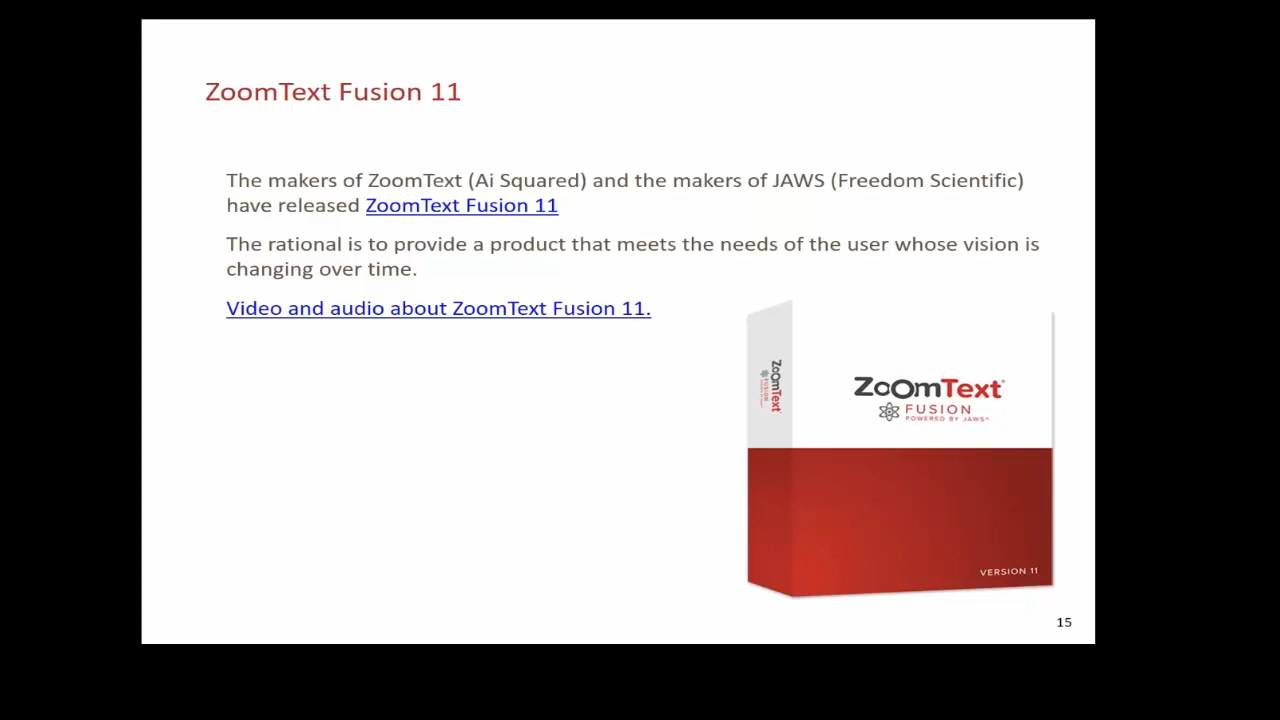 ZoomText Fusion 11
The makers of ZoomText (Ai Squared) and the makers of JAWS (Freedom Scientific)
have released ZoomText Fusion 11
The rational is to provide a product that meets the needs of the user whose vision is
changing over time.
Video and audio about ZoomText Fusion 11.
ZoomText
FUSION
ZoomText
FUSION
POWERED BY JAWS
VERSION 11
15